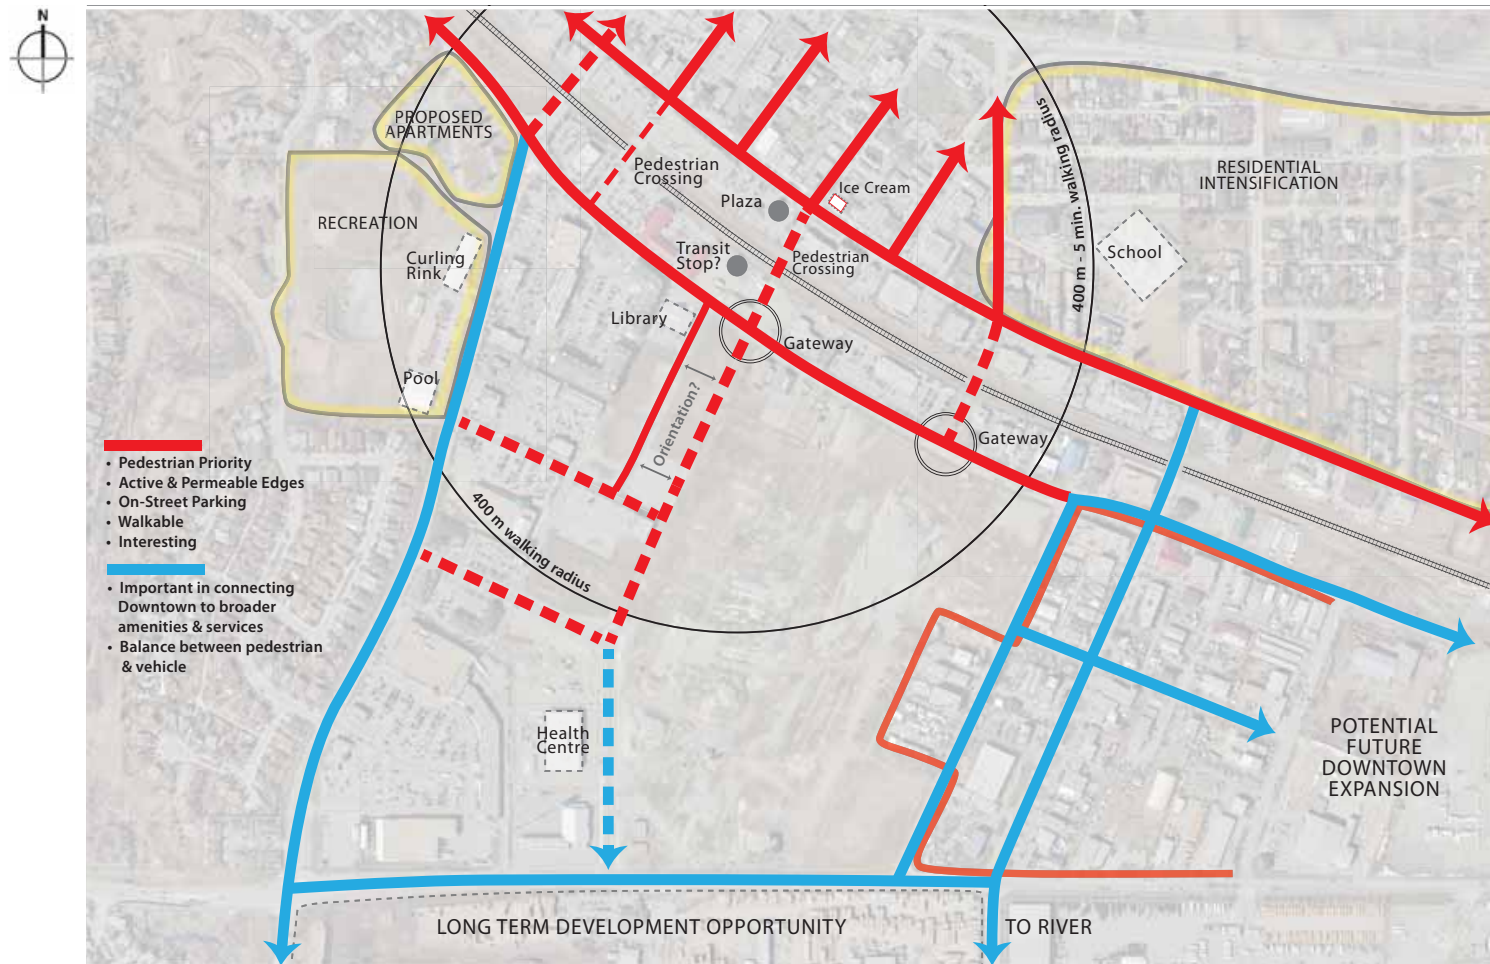 N
PROPOSED
APARTMENTS
RECREATION
Curling
Rink
Pool
Pedestrian
Crossing
Plaza
Ice Cream
Transit
Stop?
Pedestrian
Crossing
Library
Gateway
Orientation?
Gateway
400 m - 5 min. walking radius
RESIDENTIAL
INTENSIFICATION
School
400 m walking radius
• Pedestrian Priority
• Active & Permeable Edges
• On-Street Parking
• Walkable
• Interesting
• Important in connecting
Downtown to broader
amenities & services
• Balance between pedestrian
& vehicle
Health
Centre
POTENTIAL
FUTURE
DOWNTOWN
EXPANSION
LONG TERM DEVELOPMENT OPPORTUNITY
TO RIVER